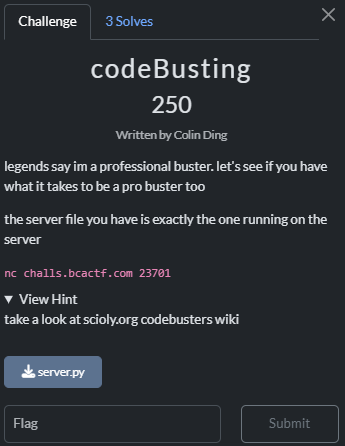 Challenge
3 Solves
codeBusting
250
Written by Colin Ding
legends say im a professional buster. let's see if you have
what it takes to be a pro buster too
the server file you have is exactly the one running on the
server
nc challs.bcactf.com 23701
View Hint
take a look at scioly.org codebusters wiki
server.py
Flag
Submit